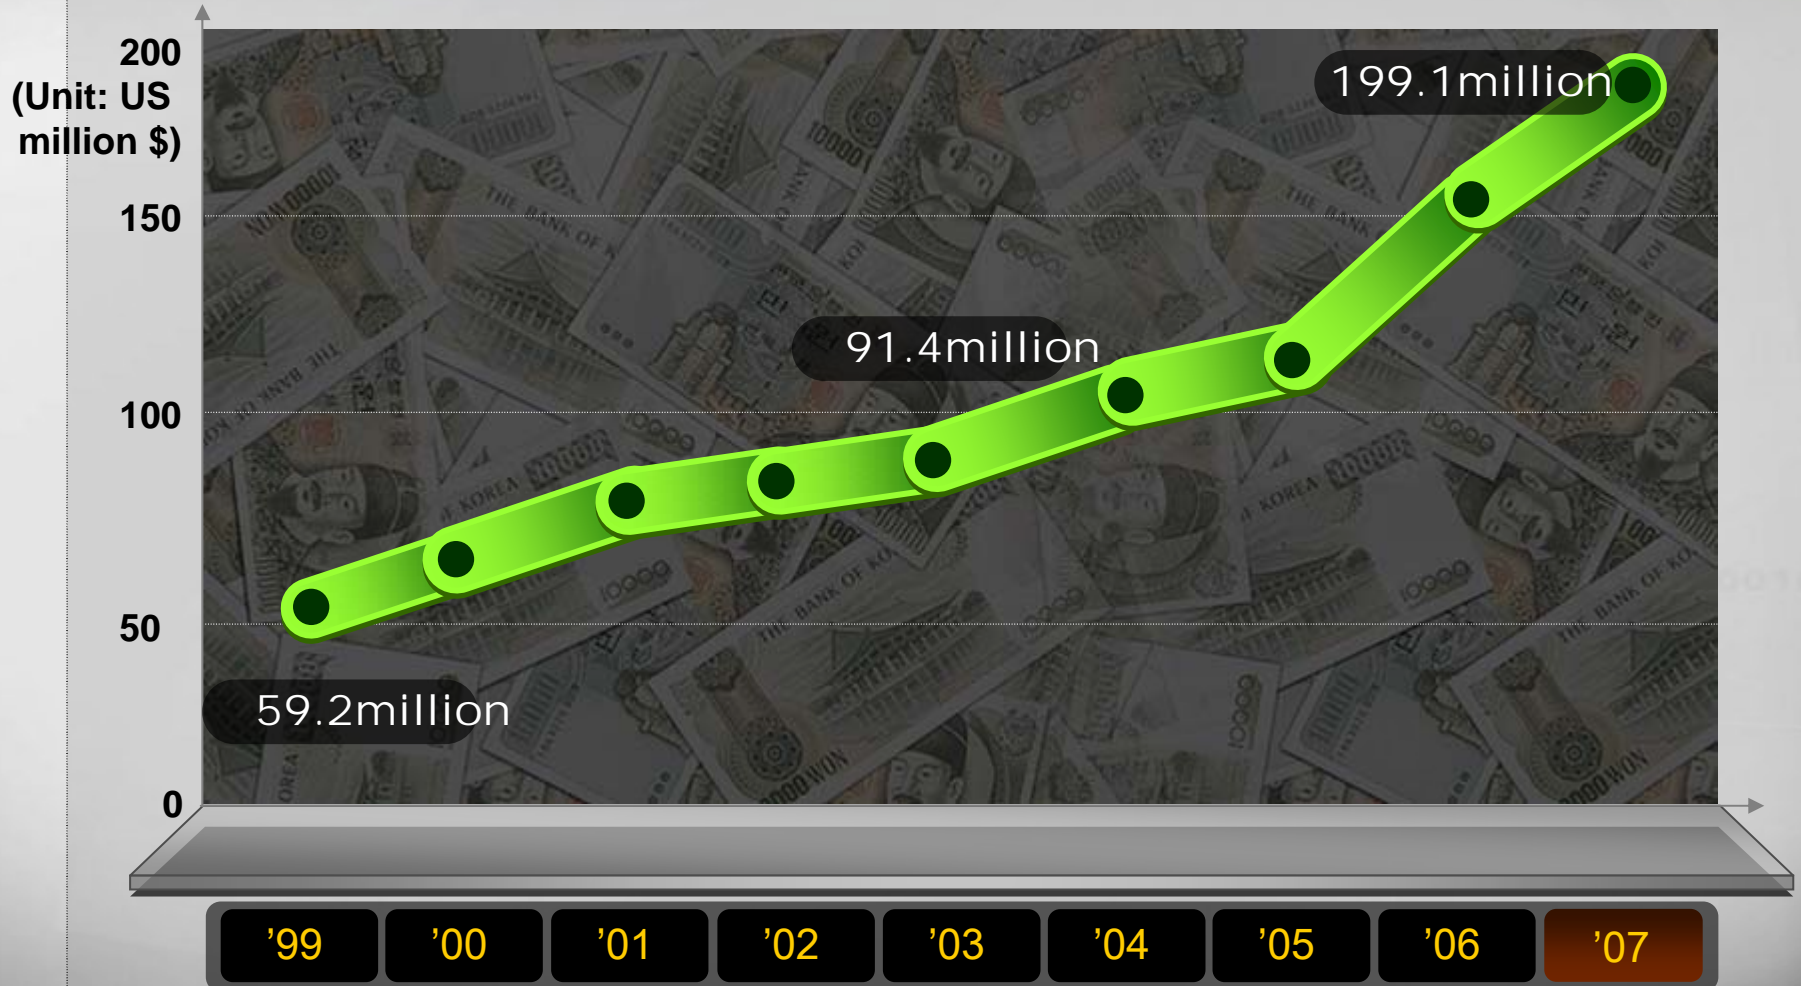 200
(Unit: US
million $)
199.1million
150
91.4million
100
50
59.2million
0
’99 ’00 ’01 ’02 ’03 ’04 ’05 ’06 ’07